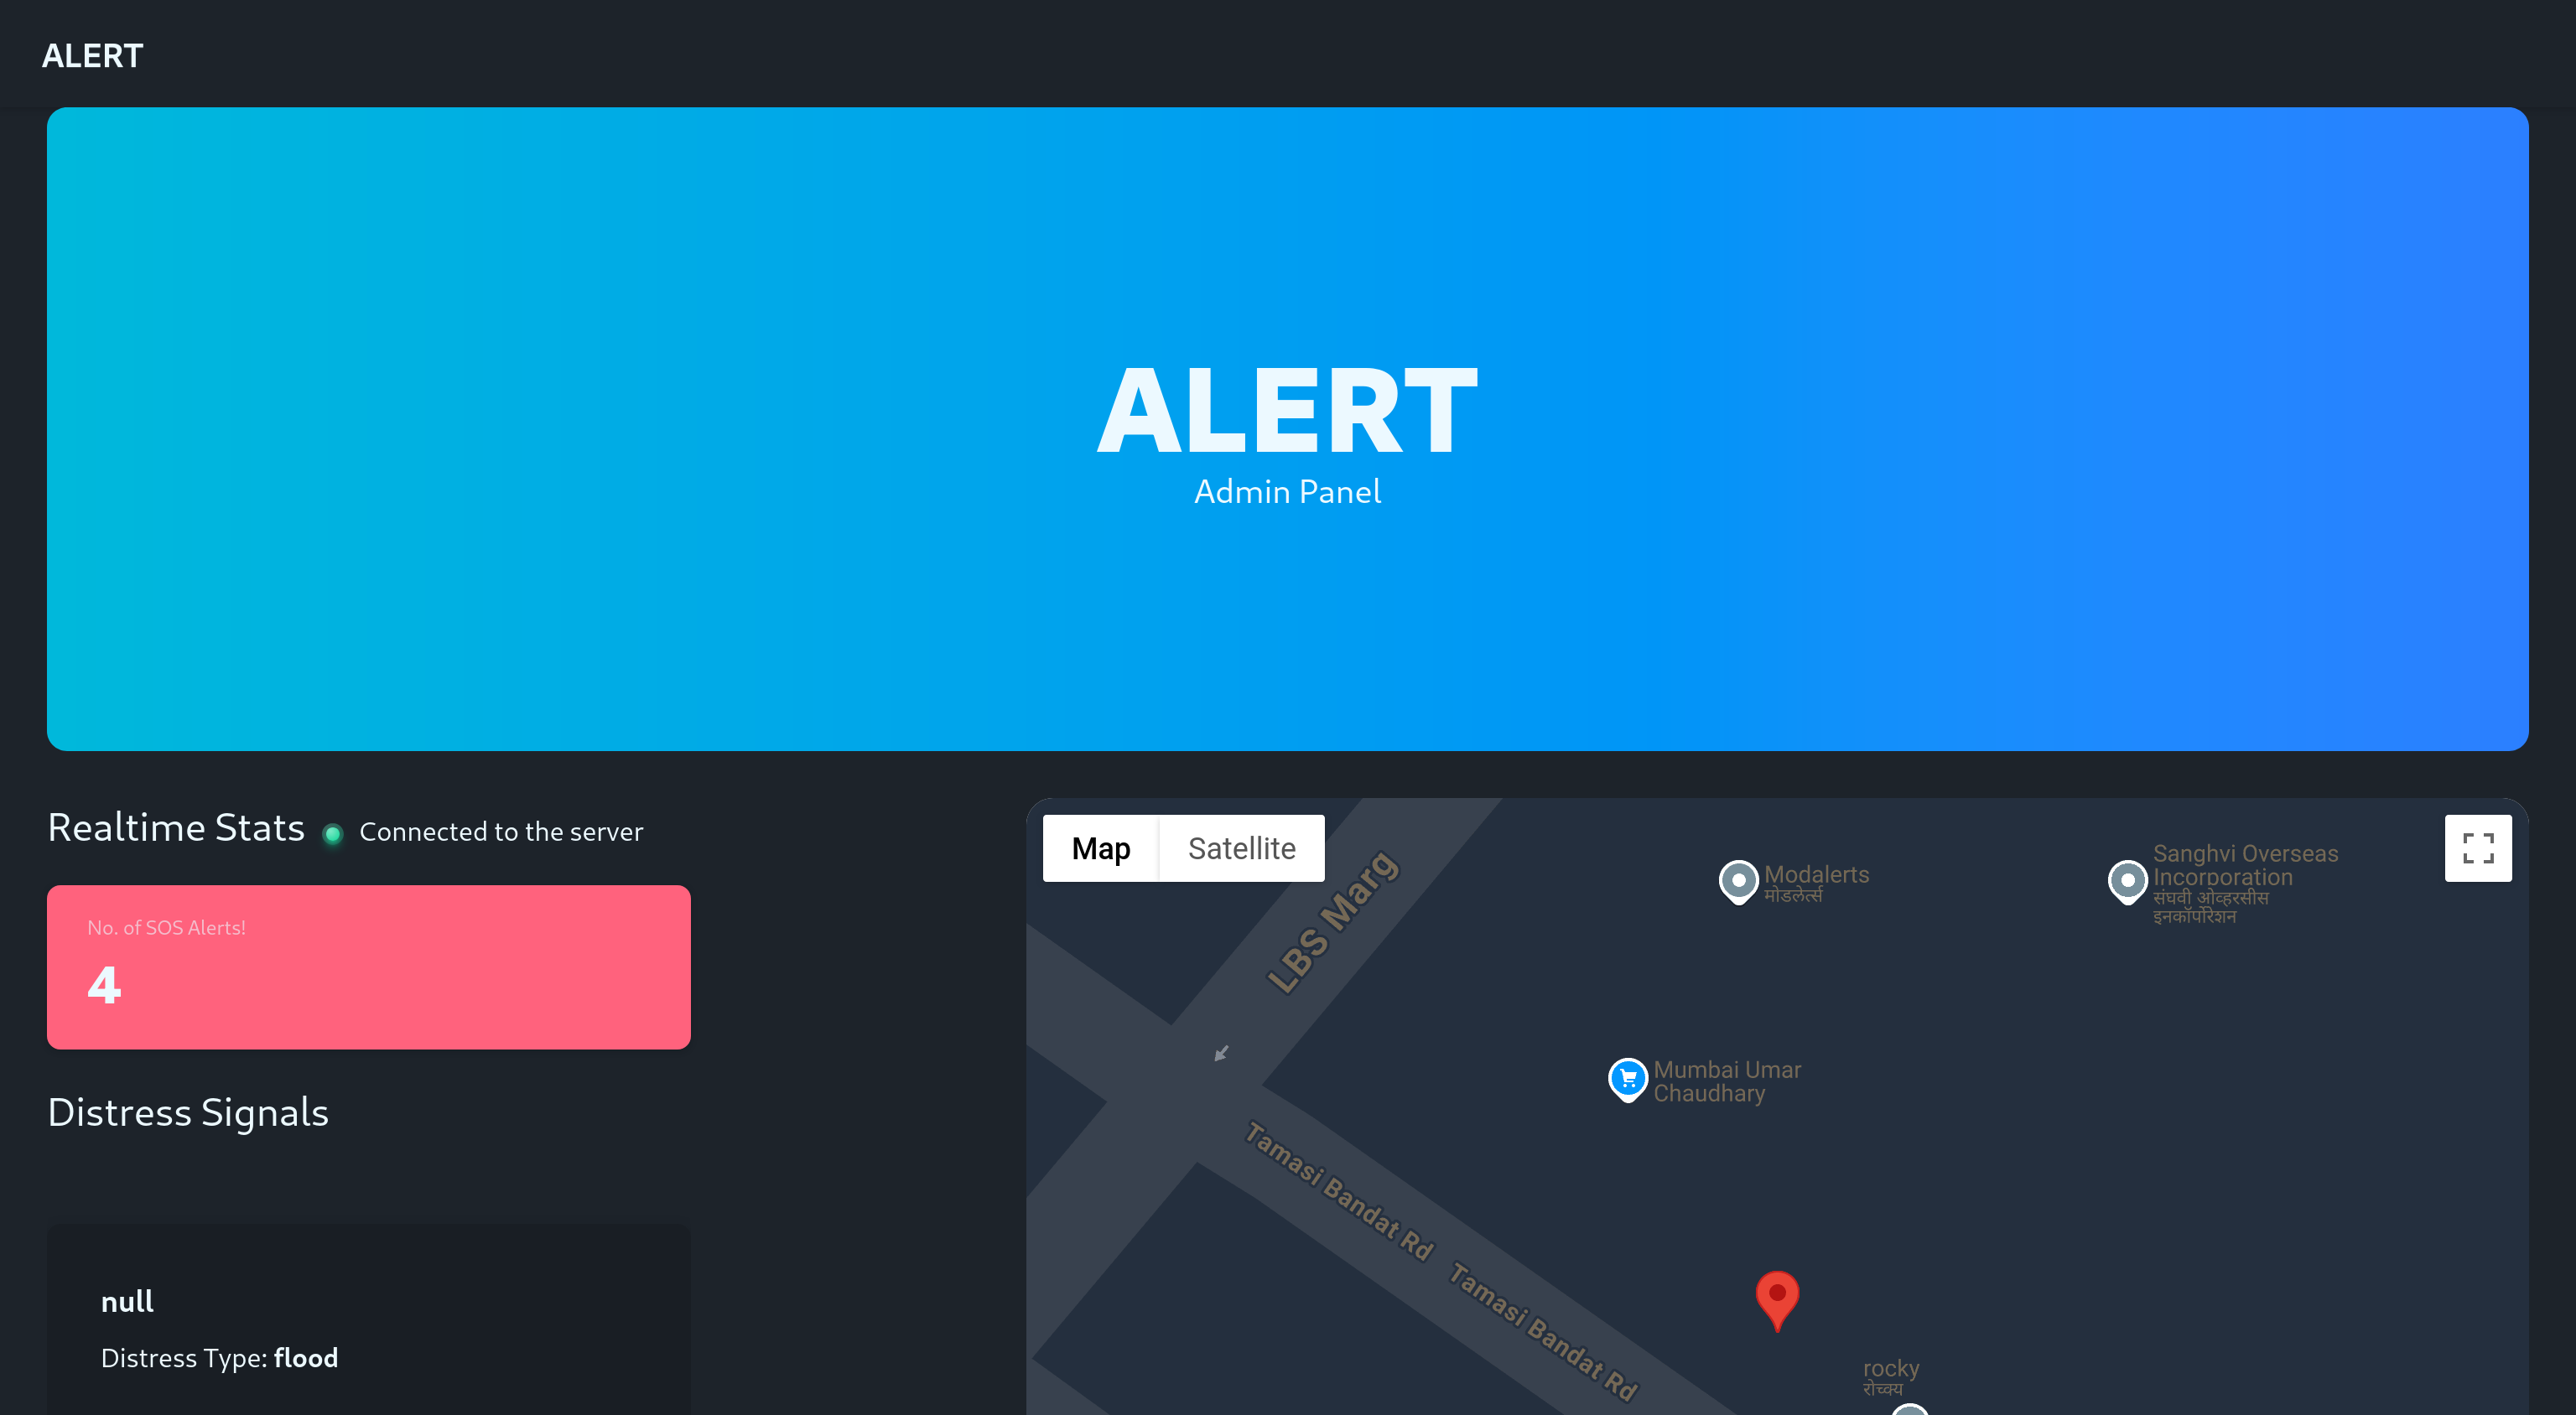 ALERT
ALERT
Admin Panel
Realtime Stats
Connected to the server
No. of SOS Alerts!
4
Distress Signals
null
Distress Type: flood
Map
Satellite
LBS Marg
Modalerts
मोडलेर्त्स
Sanghvi Overseas
Incorporation
संघवी ओव्हरसीस
इनकॉर्पोरेशन
Mumbai Umar
Chaudhary
Tamasi Bandat Rd
Tamasi Bandat Rd
rocky
रोच्क्य